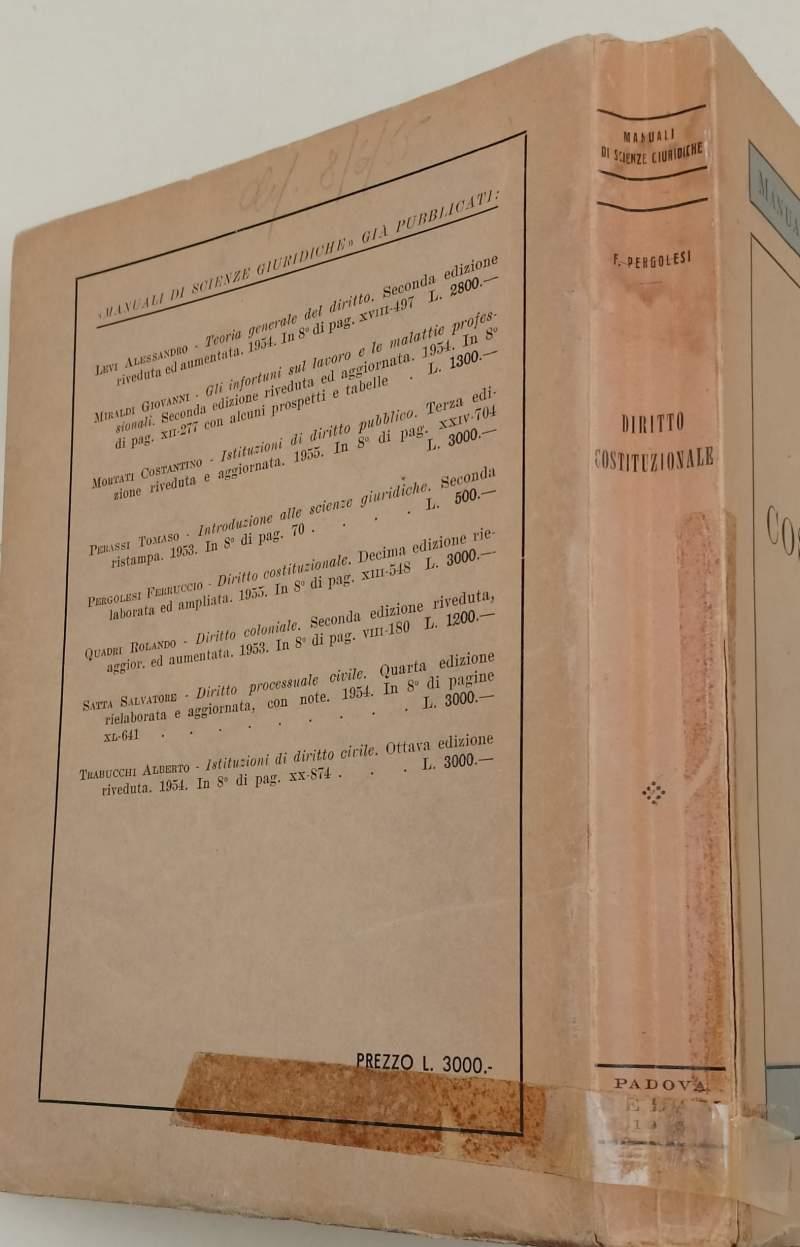 «MANUALI DI SCIENZE GIURIDICHE» GIÀ PUBBLICATI:
LEVI ALESSANDRO - Teoria generale del diritto. Seconda edizione
riveduta ed aumentata. 1954. In 8° di pag. XVIII-497 L. 2800.—
MIRALDI GIOVANNI - Gli infortuni sul lavoro e le malattie profes-
sionali. Seconda edizione riveduta ed aggiornata. 1954. In 8°
di pag. XII-277 con alcuni prospetti e tabelle . L. 1300.—
MORTATI COSTANTINO - Istituzioni di diritto pubblico. Terza edi-
zione riveduta e aggiornata. 1955. In 8° di pag. XXIV-704
L. 3000.—
PERASSI TOMASO - Introduzione alle scienze giuridiche. Seconda
ristampa. 1953. In 8° di pag. 70 . . . . L. 500.—
PERGOLESI FERRUCCIO - Diritto costituzionale. Decima edizione rie-
laborata ed ampliata. 1955. In 8° di pag. XIII-548 L. 3000.—
QUADRI ROLANDO - Diritto coloniale. Seconda edizione riveduta,
aggior. ed aumentata. 1953. In 8° di pag. VIII-180 L. 1200.—
SATTA SALVATORE - Diritto processuale civile. Quarta edizione
rielaborata e aggiornata, con note. 1954. In 8° di pagine
XL-641 . . . . . . . L. 3000.—
TRABUCCHI ALBERTO - Istituzioni di diritto civile. Ottava edizione
riveduta. 1954. In 8° di pag. XX-874 . . . L. 3000.—
PREZZO L. 3000.-
MANUALI
DI SCIENZE GIURIDICHE
F. PERGOLESI
DIRITTO
COSTITUZIONALE
PADOVA
MANUA
COS